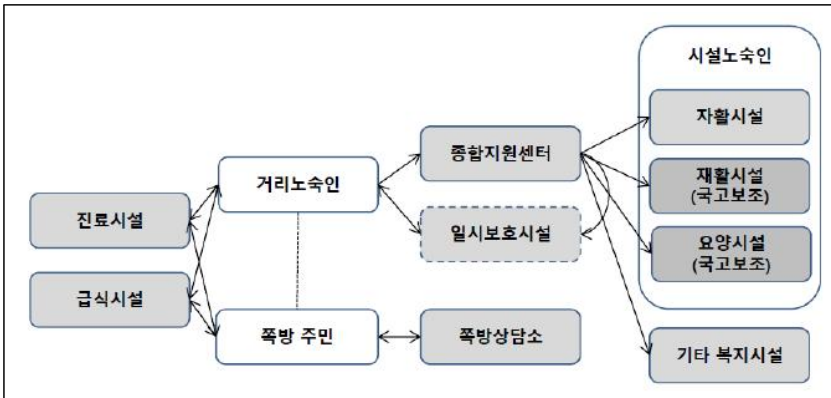 시설노숙인
자활시설
종합지원센터
거리노숙인
재활시설
(국고보조)
진료시설
일시보호시설
요양시설
(국고보조)
급식시설
쪽방 주민
쪽방상담소
기타 복지시설